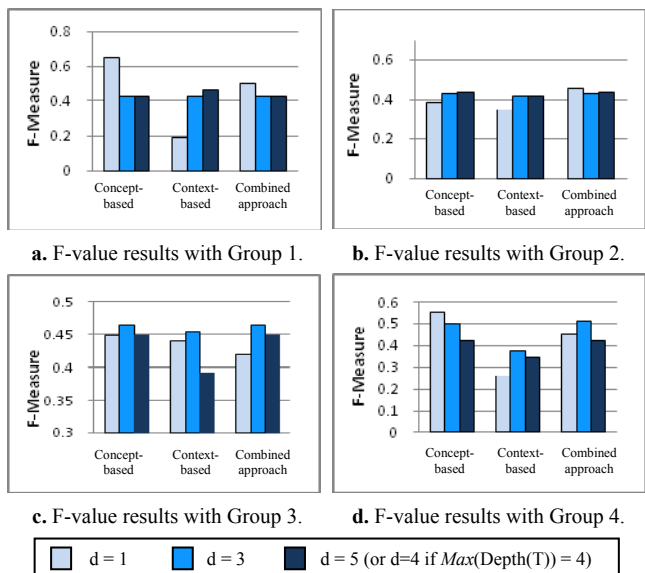 0.8
0.6
0.4
0.2
0
F-Measure
Concept-based
Context-based
Combined approach
a. F-value results with Group 1.
0.6
0.4
0.2
0
F-Measure
Concept-based
Context-based
Combined approach
b. F-value results with Group 2.
0.5
0.45
0.4
0.35
0.3
F-Measure
Concept-based
Context-based
Combined approach
c. F-value results with Group 3.
0.6
0.5
0.4
0.3
0.2
0.1
0
F-Measure
Concept-based
Context-based
Combined approach
d. F-value results with Group 4.
d = 1 d = 3 d = 5 (or d=4 if Max(Depth(T)) = 4)